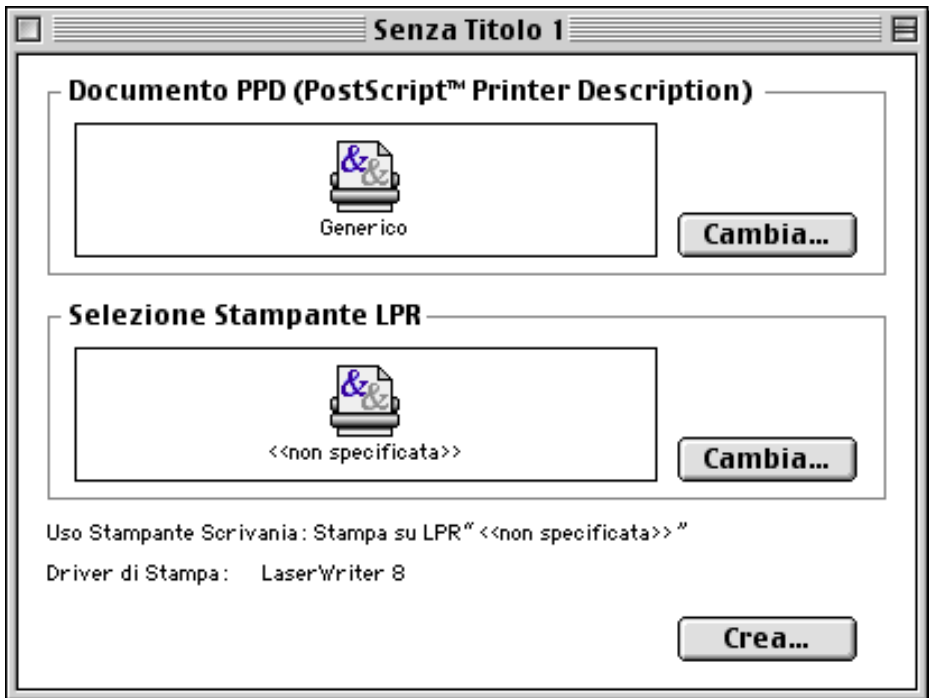 Senza Titolo 1
Documento PPD (PostScript™ Printer Description)
&&
Generico
Cambia...
Selezione Stampante LPR
&&
<<non specificata>>
Cambia...
Uso Stampante Scrivania: Stampa su LPR“<<non specificata>>”
Driver di Stampa: LaserWriter 8
Crea...